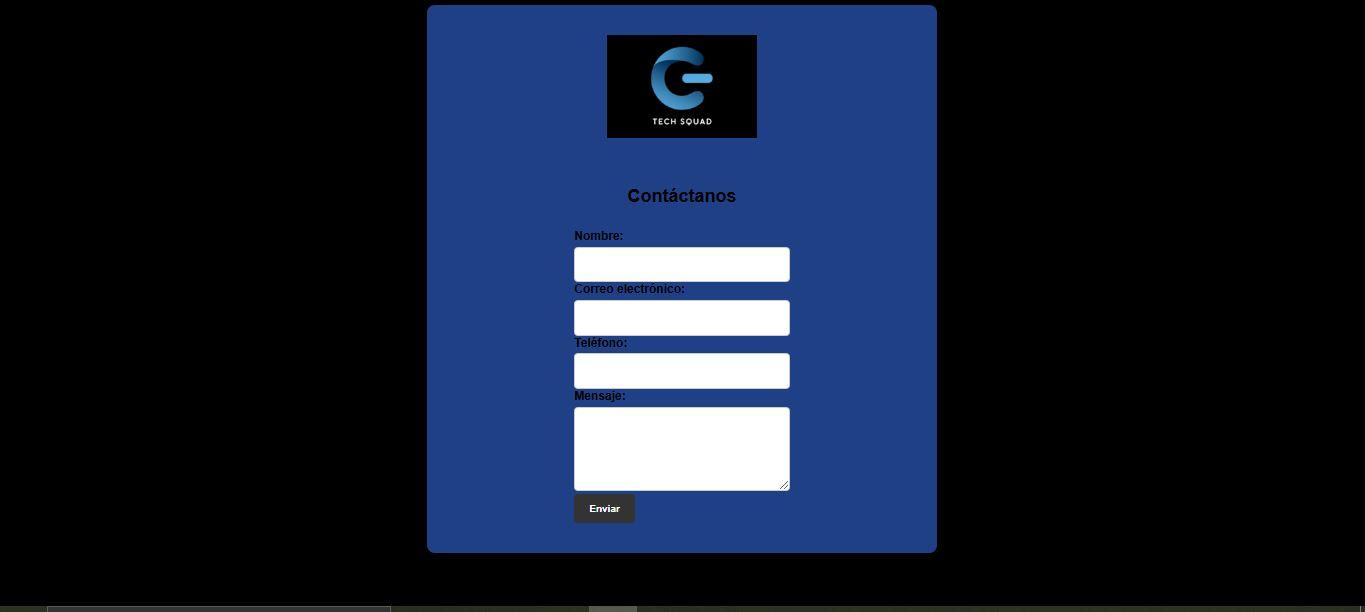 TECH SQUAD
Contáctanos
Nombre:
Correo electrónico:
Teléfono:
Mensaje:
Enviar